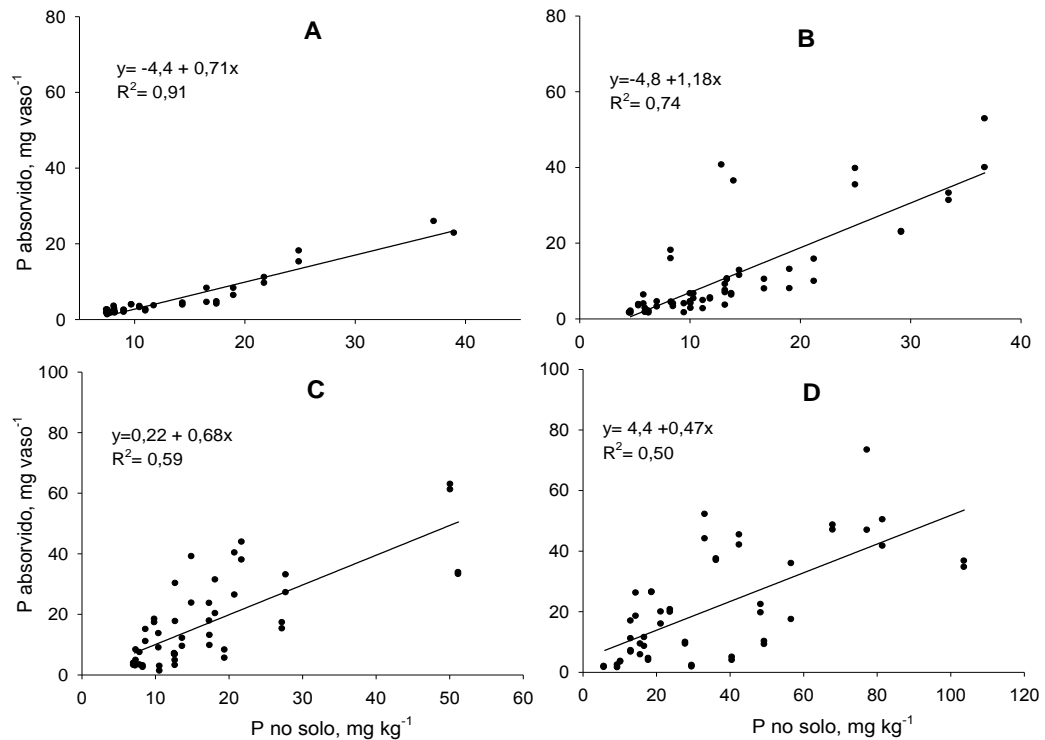 A
y= -4,4 + 0,71x
R²= 0,91
P absorvido, mg vaso⁻¹
80
60
40
20
0
10 20 30 40
B
y=-4,8 +1,18x
R²= 0,74
80
60
40
20
0
0 10 20 30 40
C
y=0,22 + 0,68x
R²= 0,59
P absorvido, mg vaso⁻¹
100
80
60
40
20
0
0 10 20 30 40 50 60
P no solo, mg kg⁻¹
D
y= 4,4 +0,47x
R²= 0,50
100
80
60
40
20
0
0 20 40 60 80 100 120
P no solo, mg kg⁻¹